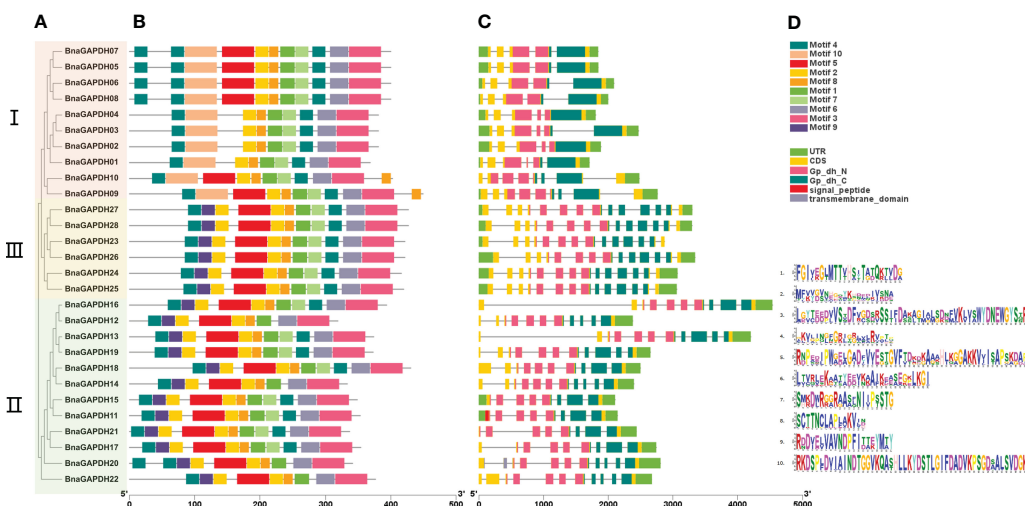 A B C D
BnaGAPDH07
BnaGAPDH05
BnaGAPDH06
BnaGAPDH08
BnaGAPDH04
BnaGAPDH03
BnaGAPDH02
BnaGAPDH01
BnaGAPDH10
BnaGAPDH09
BnaGAPDH27
BnaGAPDH28
BnaGAPDH23
BnaGAPDH26
BnaGAPDH24
BnaGAPDH25
BnaGAPDH16
BnaGAPDH12
BnaGAPDH13
BnaGAPDH19
BnaGAPDH18
BnaGAPDH14
BnaGAPDH15
BnaGAPDH11
BnaGAPDH21
BnaGAPDH17
BnaGAPDH20
BnaGAPDH22
I
III
II
5' 3'
0 100 200 300 400 500
5' 3'
0 1000 2000 3000 4000 5000
Motif 4
Motif 10
Motif 5
Motif 2
Motif 8
Motif 1
Motif 7
Motif 6
Motif 3
Motif 9
UTR
CDS
Gp_dh_N
Gp_dh_C
signal_peptide
transmembrane_domain
1.
2.
3.
4.
5.
6.
7.
8. SCTTNCLAPLAKV
9.
10.